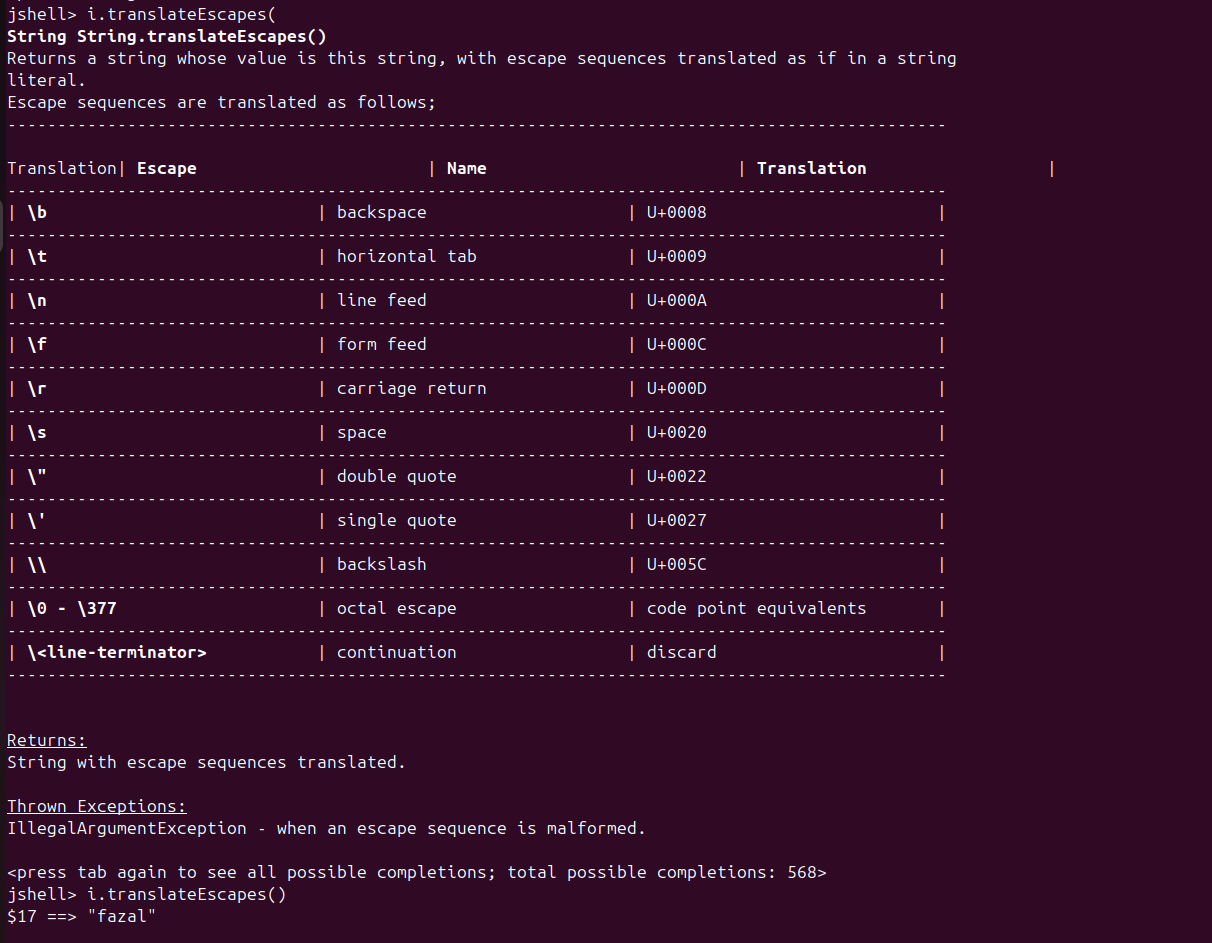 jshell> i.translateEscapes(
String String.translateEscapes()
Returns a string whose value is this string, with escape sequences translated as if in a string
literal.
Escape sequences are translated as follows;
----------------------------------------------------------------------------------------------
Translation| Escape | Name | Translation |
----------------------------------------------------------------------------------------------
| \b | backspace | U+0008 |
----------------------------------------------------------------------------------------------
| \t | horizontal tab | U+0009 |
----------------------------------------------------------------------------------------------
| \n | line feed | U+000A |
----------------------------------------------------------------------------------------------
| \f | form feed | U+000C |
----------------------------------------------------------------------------------------------
| \r | carriage return | U+000D |
----------------------------------------------------------------------------------------------
| \s | space | U+0020 |
----------------------------------------------------------------------------------------------
| \" | double quote | U+0022 |
----------------------------------------------------------------------------------------------
| \' | single quote | U+0027 |
----------------------------------------------------------------------------------------------
| \\ | backslash | U+005C |
----------------------------------------------------------------------------------------------
| \0 - \377 | octal escape | code point equivalents |
----------------------------------------------------------------------------------------------
| \<line-terminator> | continuation | discard |
----------------------------------------------------------------------------------------------
Returns:
String with escape sequences translated.
Thrown Exceptions:
IllegalArgumentException - when an escape sequence is malformed.
<press tab again to see all possible completions; total possible completions: 568>
jshell> i.translateEscapes()
$17 ==> "fazal"